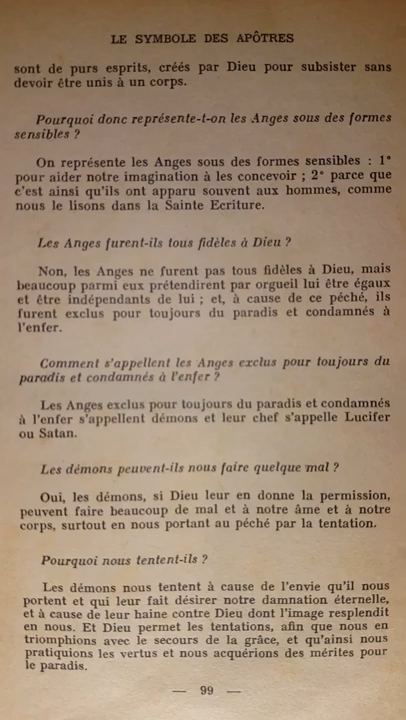 LE SYMBOLE DES APÔTRES
sont de purs esprits, créés par Dieu pour subsister sans
devoir être unis à un corps.
Pourquoi donc représente-t-on les Anges sous des formes
sensibles ?
On représente les Anges sous des formes sensibles : 1°
pour aider notre imagination à les concevoir ; 2° parce que
c'est ainsi qu'ils ont apparu souvent aux hommes, comme
nous le lisons dans la Sainte Ecriture.
Les Anges furent-ils tous fidèles à Dieu ?
Non, les Anges ne furent pas tous fidèles à Dieu, mais
beaucoup parmi eux prétendirent par orgueil lui être égaux
et être indépendants de lui ; et, à cause de ce péché, ils
furent exclus pour toujours du paradis et condamnés à
l'enfer.
Comment s'appellent les Anges exclus pour toujours du
paradis et condamnés à l'enfer ?
Les Anges exclus pour toujours du paradis et condamnés
à l'enfer s'appellent démons et leur chef s'appelle Lucifer
ou Satan.
Les démons peuvent-ils nous faire quelque mal ?
Oui, les démons, si Dieu leur en donne la permission,
peuvent faire beaucoup de mal et à notre âme et à notre
corps, surtout en nous portant au péché par la tentation.
Pourquoi nous tentent-ils ?
Les démons nous tentent à cause de l'envie qu'il nous
portent et qui leur fait désirer notre damnation éternelle,
et à cause de leur haine contre Dieu dont l'image resplendit
en nous. Et Dieu permet les tentations, afin que nous en
triomphions avec le secours de la grâce, et qu'ainsi nous
pratiquions les vertus et nous acquérions des mérites pour
le paradis.
— 99 —